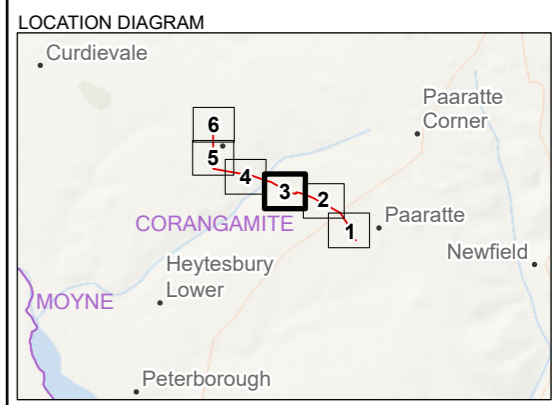 LOCATION DIAGRAM
Curdievale
Paaratte
Corner
6
5
4
3
2
1
CORANGAMITE
Paaratte
Newfield
Heytesbury
Lower
MOYNE
Peterborough